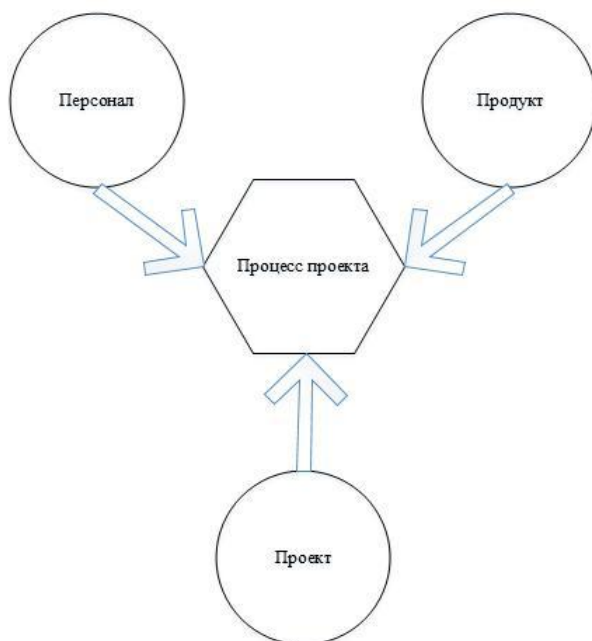 Персонал
Продукт
Процесс проекта
Проект